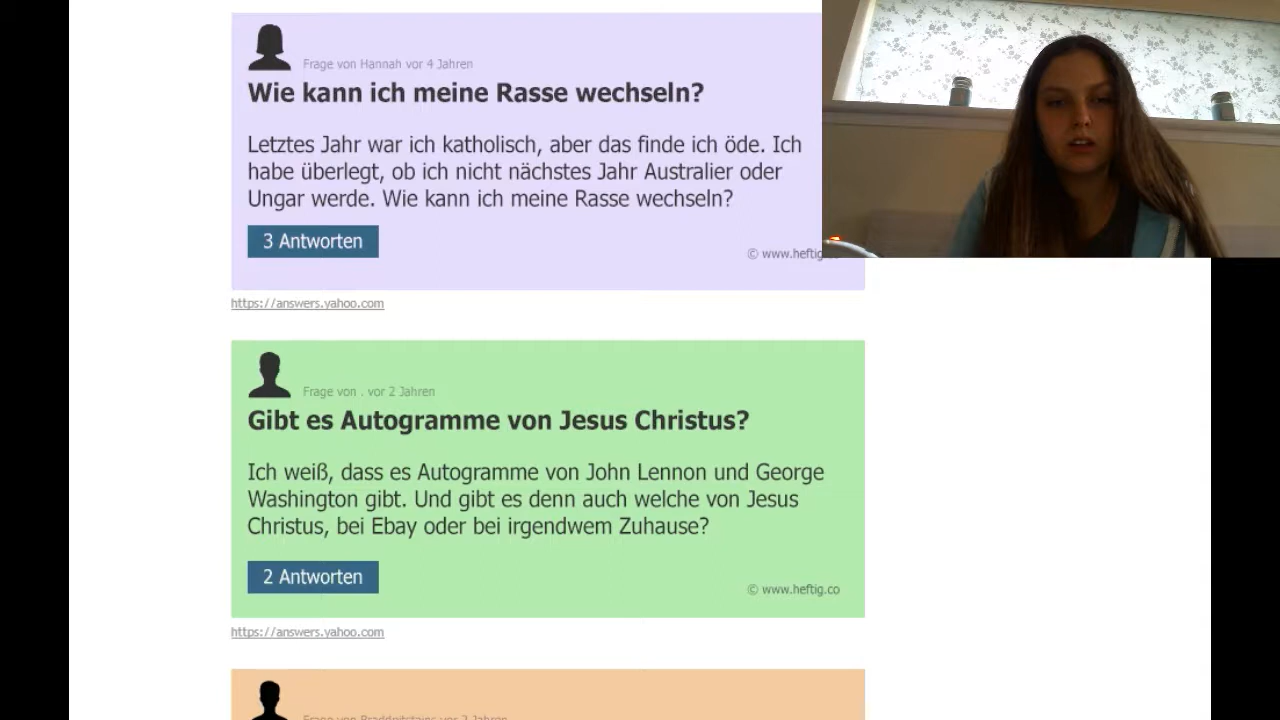 Frage von Hannah vor 4 Jahren
Wie kann ich meine Rasse wechseln?
Letztes Jahr war ich katholisch, aber das finde ich öde. Ich
habe überlegt, ob ich nicht nächstes Jahr Australier oder
Ungar werde. Wie kann ich meine Rasse wechseln?
3 Antworten
© www.heftig
https://answers.yahoo.com
Frage von . vor 2 Jahren
Gibt es Autogramme von Jesus Christus?
Ich weiß, dass es Autogramme von John Lennon und George
Washington gibt. Und gibt es denn auch welche von Jesus
Christus, bei Ebay oder bei irgendwem Zuhause?
2 Antworten
© www.heftig.co
https://answers.yahoo.com
Frage von